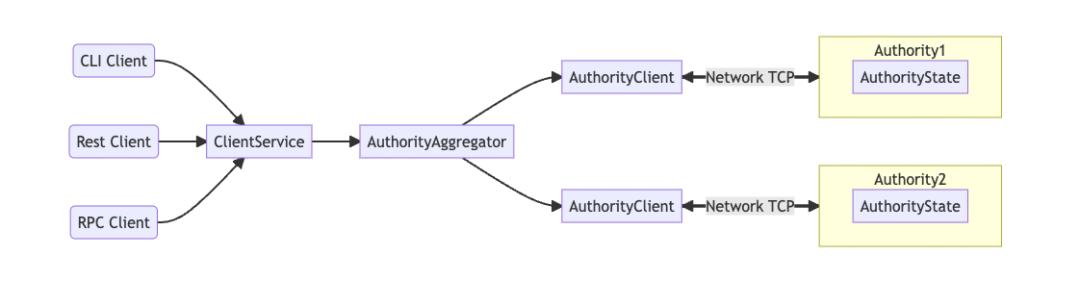 CLI Client
Rest Client
RPC Client
ClientService
AuthorityAggregator
AuthorityClient
Network TCP
Authority1
AuthorityState
AuthorityClient
Network TCP
Authority2
AuthorityState